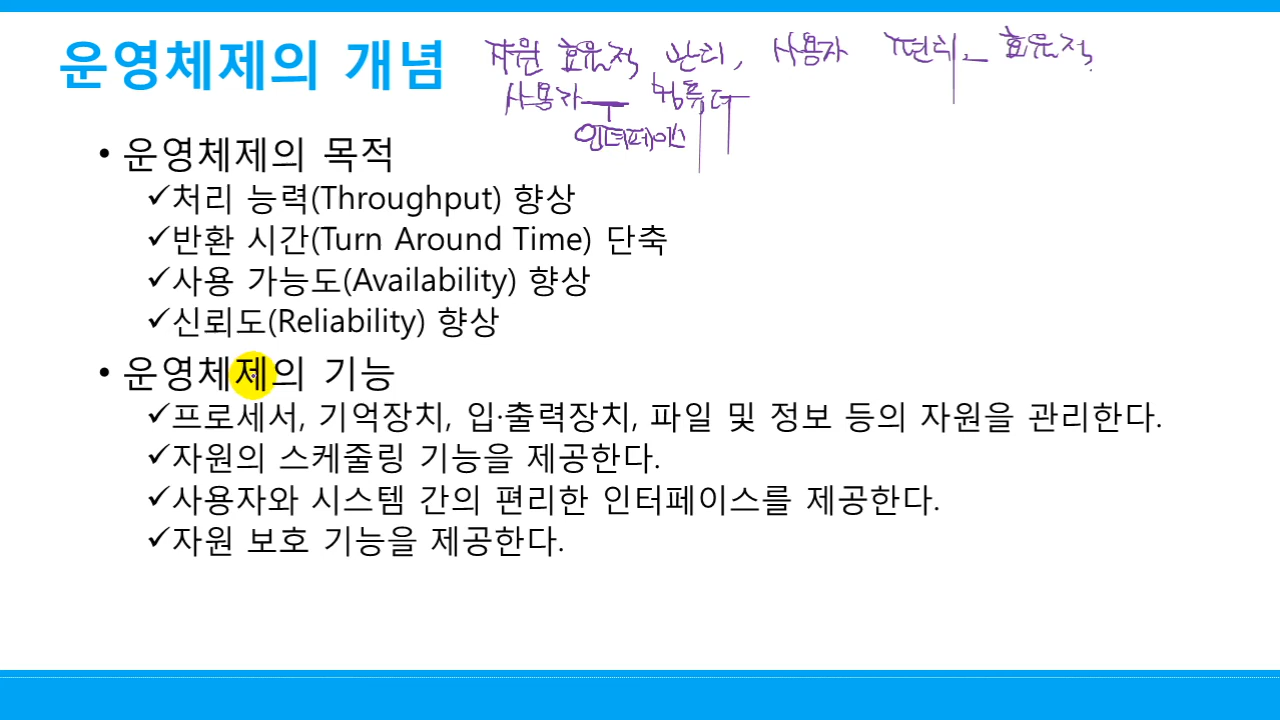 운영체제의 개념
자원 효율적 관리, 사용자 편리_ 효율적
사용자 컴퓨터
인터페이스
• 운영체제의 목적
✓처리 능력(Throughput) 향상
✓반환 시간(Turn Around Time) 단축
✓사용 가능도(Availability) 향상
✓신뢰도(Reliability) 향상
• 운영체제의 기능
✓프로세서, 기억장치, 입·출력장치, 파일 및 정보 등의 자원을 관리한다.
✓자원의 스케줄링 기능을 제공한다.
✓사용자와 시스템 간의 편리한 인터페이스를 제공한다.
✓자원 보호 기능을 제공한다.